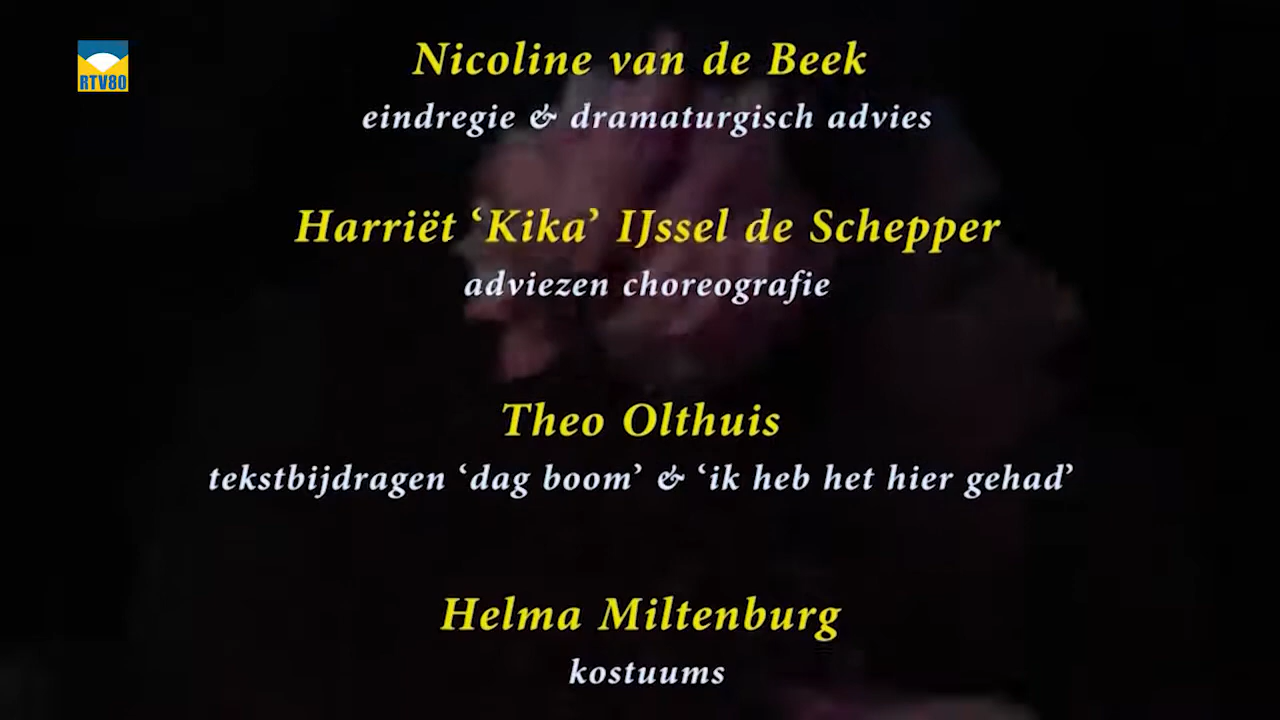 RTV80
Nicoline van de Beek
eindregie & dramaturgisch advies
Harriët ‘Kika’ IJssel de Schepper
adviezen choreografie
Theo Olthuis
tekstbijdragen ‘dag boom’ & ‘ik heb het hier gehad’
Helma Miltenburg
kostuums